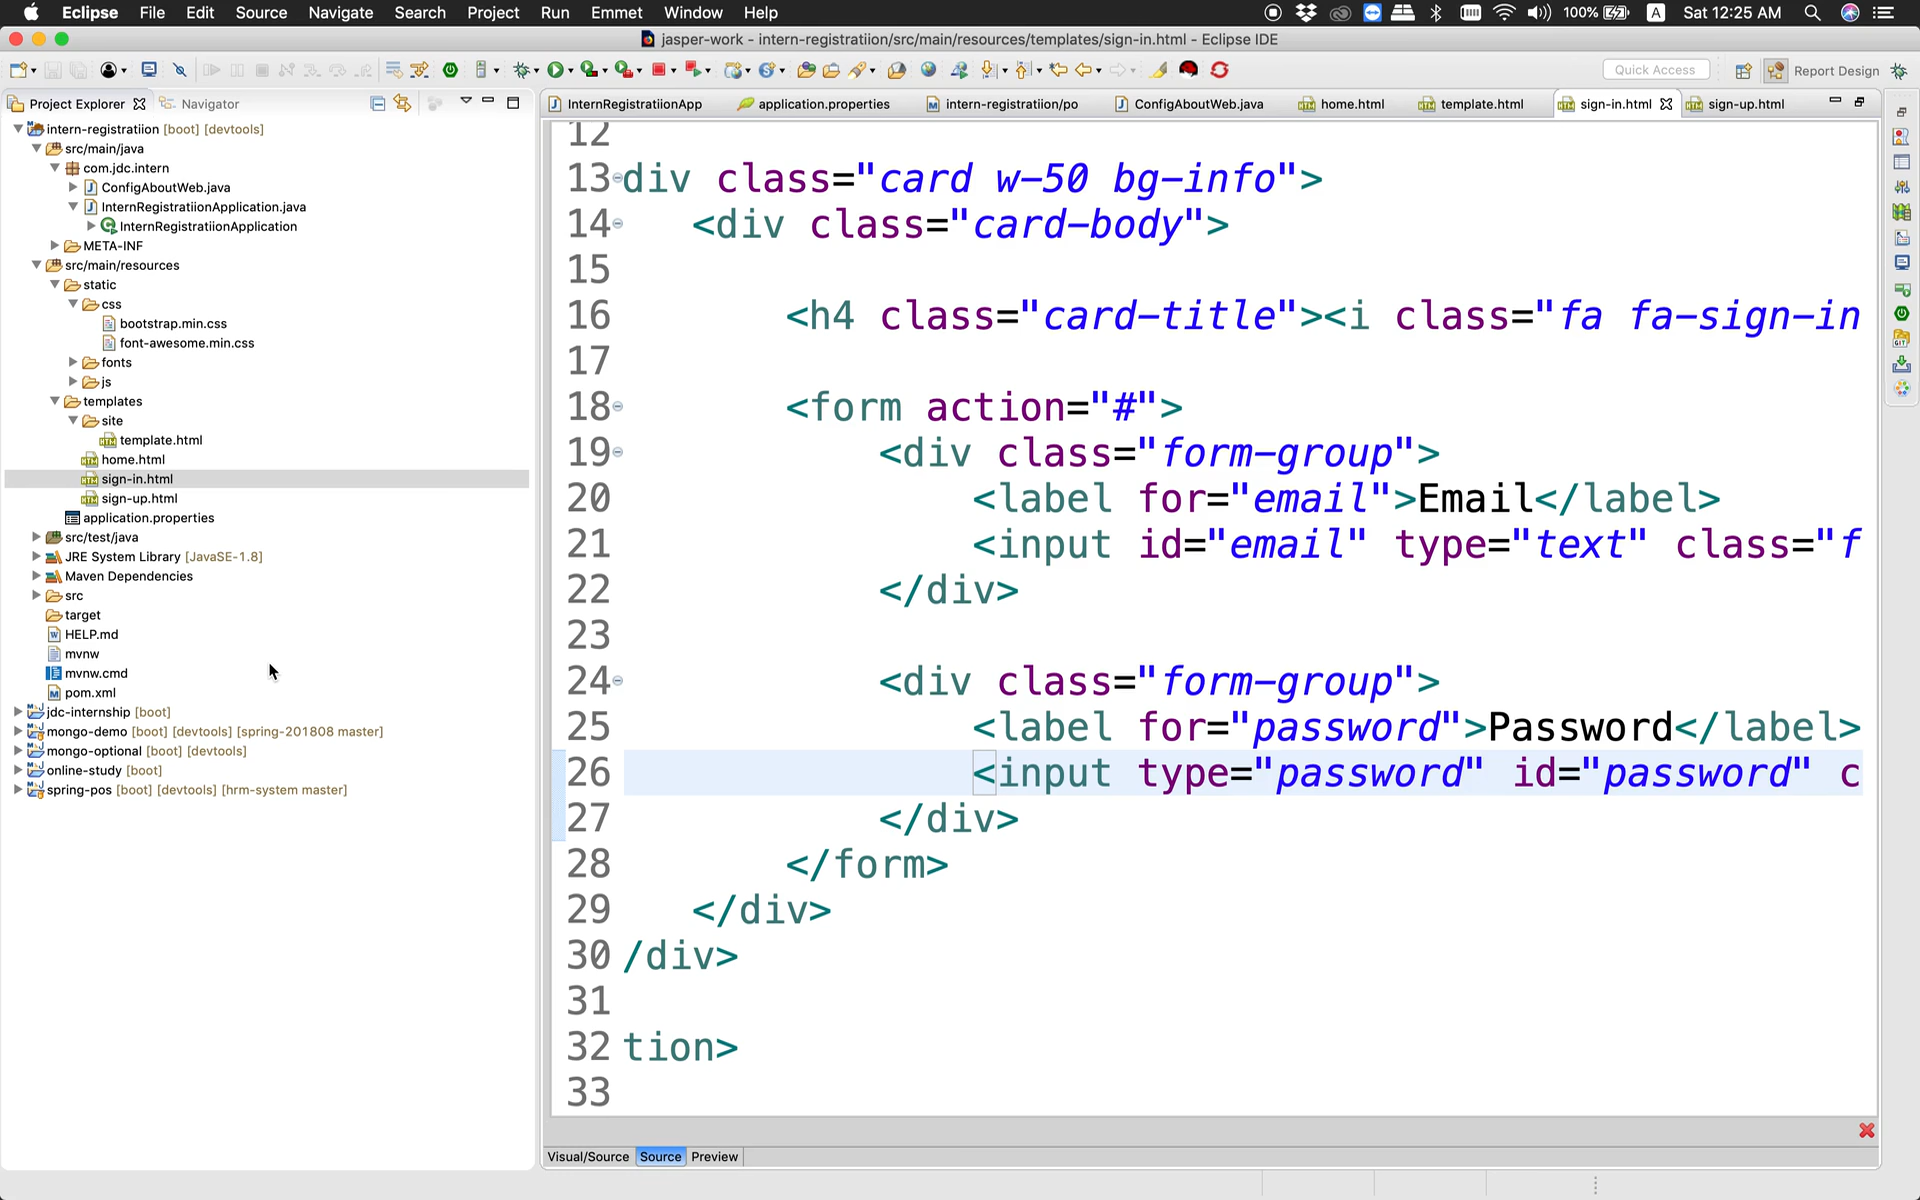 Eclipse File Edit Source Navigate Search Project Run Emmet Window Help 100% A Sat 12:25 AM
jasper-work - intern-registratiion/src/main/resources/templates/sign-in.html - Eclipse IDE
Quick Access Report Design
Project Explorer Navigator
InternRegistratiionApp application.properties intern-registratiion/po ConfigAboutWeb.java home.html template.html sign-in.html sign-up.html
intern-registratiion [boot] [devtools]
src/main/java
com.jdc.intern
ConfigAboutWeb.java
InternRegistratiionApplication.java
InternRegistratiionApplication
META-INF
src/main/resources
static
css
bootstrap.min.css
font-awesome.min.css
fonts
js
templates
site
template.html
home.html
sign-in.html
sign-up.html
application.properties
src/test/java
JRE System Library [JavaSE-1.8]
Maven Dependencies
src
target
HELP.md
mvnw
mvnw.cmd
pom.xml
jdc-internship [boot]
mongo-demo [boot] [devtools] [spring-201808 master]
mongo-optional [boot] [devtools]
online-study [boot]
spring-pos [boot] [devtools] [hrm-system master]
12
13 div class="card w-50 bg-info">
14 <div class="card-body">
15
16 <h4 class="card-title"><i class="fa fa-sign-in
17
18 <form action="#">
19 <div class="form-group">
20 <label for="email">Email</label>
21 <input id="email" type="text" class="f
22 </div>
23
24 <div class="form-group">
25 <label for="password">Password</label>
26 <input type="password" id="password" c
27 </div>
28 </form>
29 </div>
30 /div>
31
32 tion>
33
Visual/Source Source Preview